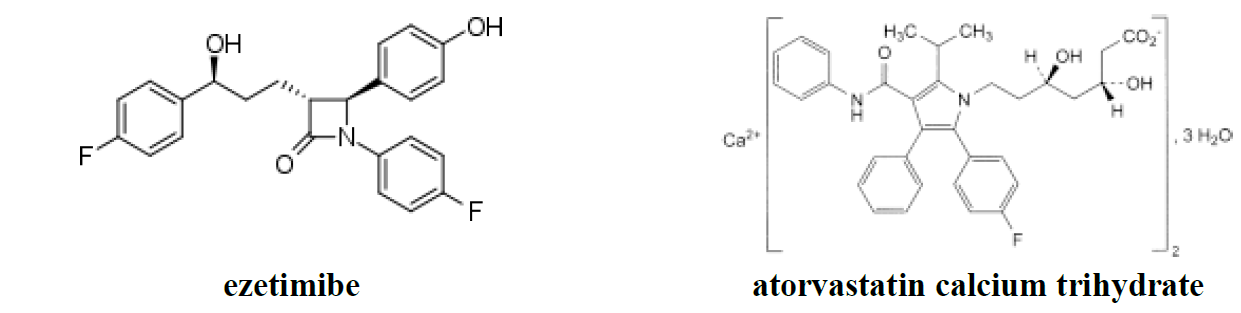 OH
OH
F
O
N
F
ezetimibe
H₃C
CH₃
O
N
H
N
H
OH
CO₂⁻
OH
H
F
Ca²⁺
, 3 H₂O
2
atorvastatin calcium trihydrate